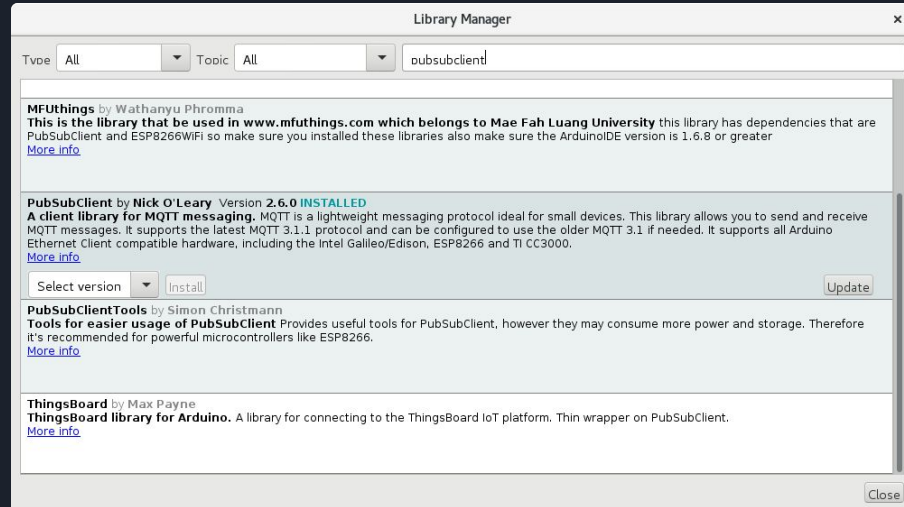 Library Manager
×
Type All Topic All pubsubclient
MFUthings by Wathanyu Phromma
This is the library that be used in www.mfuthings.com which belongs to Mae Fah Luang University this library has dependencies that are
PubSubClient and ESP8266WiFi so make sure you installed these libraries also make sure the ArduinoIDE version is 1.6.8 or greater
More info
PubSubClient by Nick O'Leary Version 2.6.0 INSTALLED
A client library for MQTT messaging. MQTT is a lightweight messaging protocol ideal for small devices. This library allows you to send and receive
MQTT messages. It supports the latest MQTT 3.1.1 protocol and can be configured to use the older MQTT 3.1 if needed. It supports all Arduino
Ethernet Client compatible hardware, including the Intel Galileo/Edison, ESP8266 and TI CC3000.
More info
Select version Install Update
PubSubClientTools by Simon Christmann
Tools for easier usage of PubSubClient Provides useful tools for PubSubClient, however they may consume more power and storage. Therefore
it's recommended for powerful microcontrollers like ESP8266.
More info
ThingsBoard by Max Payne
ThingsBoard library for Arduino. A library for connecting to the ThingsBoard IoT platform. Thin wrapper on PubSubClient.
More info
Close